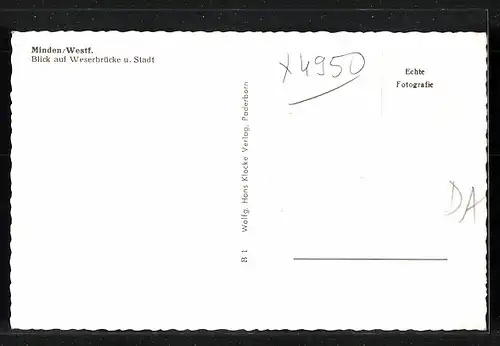 Minden/Westf.
Blick auf Weserbrücke u. Stadt
X4950
Echte
Fotografie
B 1 Wolfg. Hans Klocke Verlag, Paderborn
DA